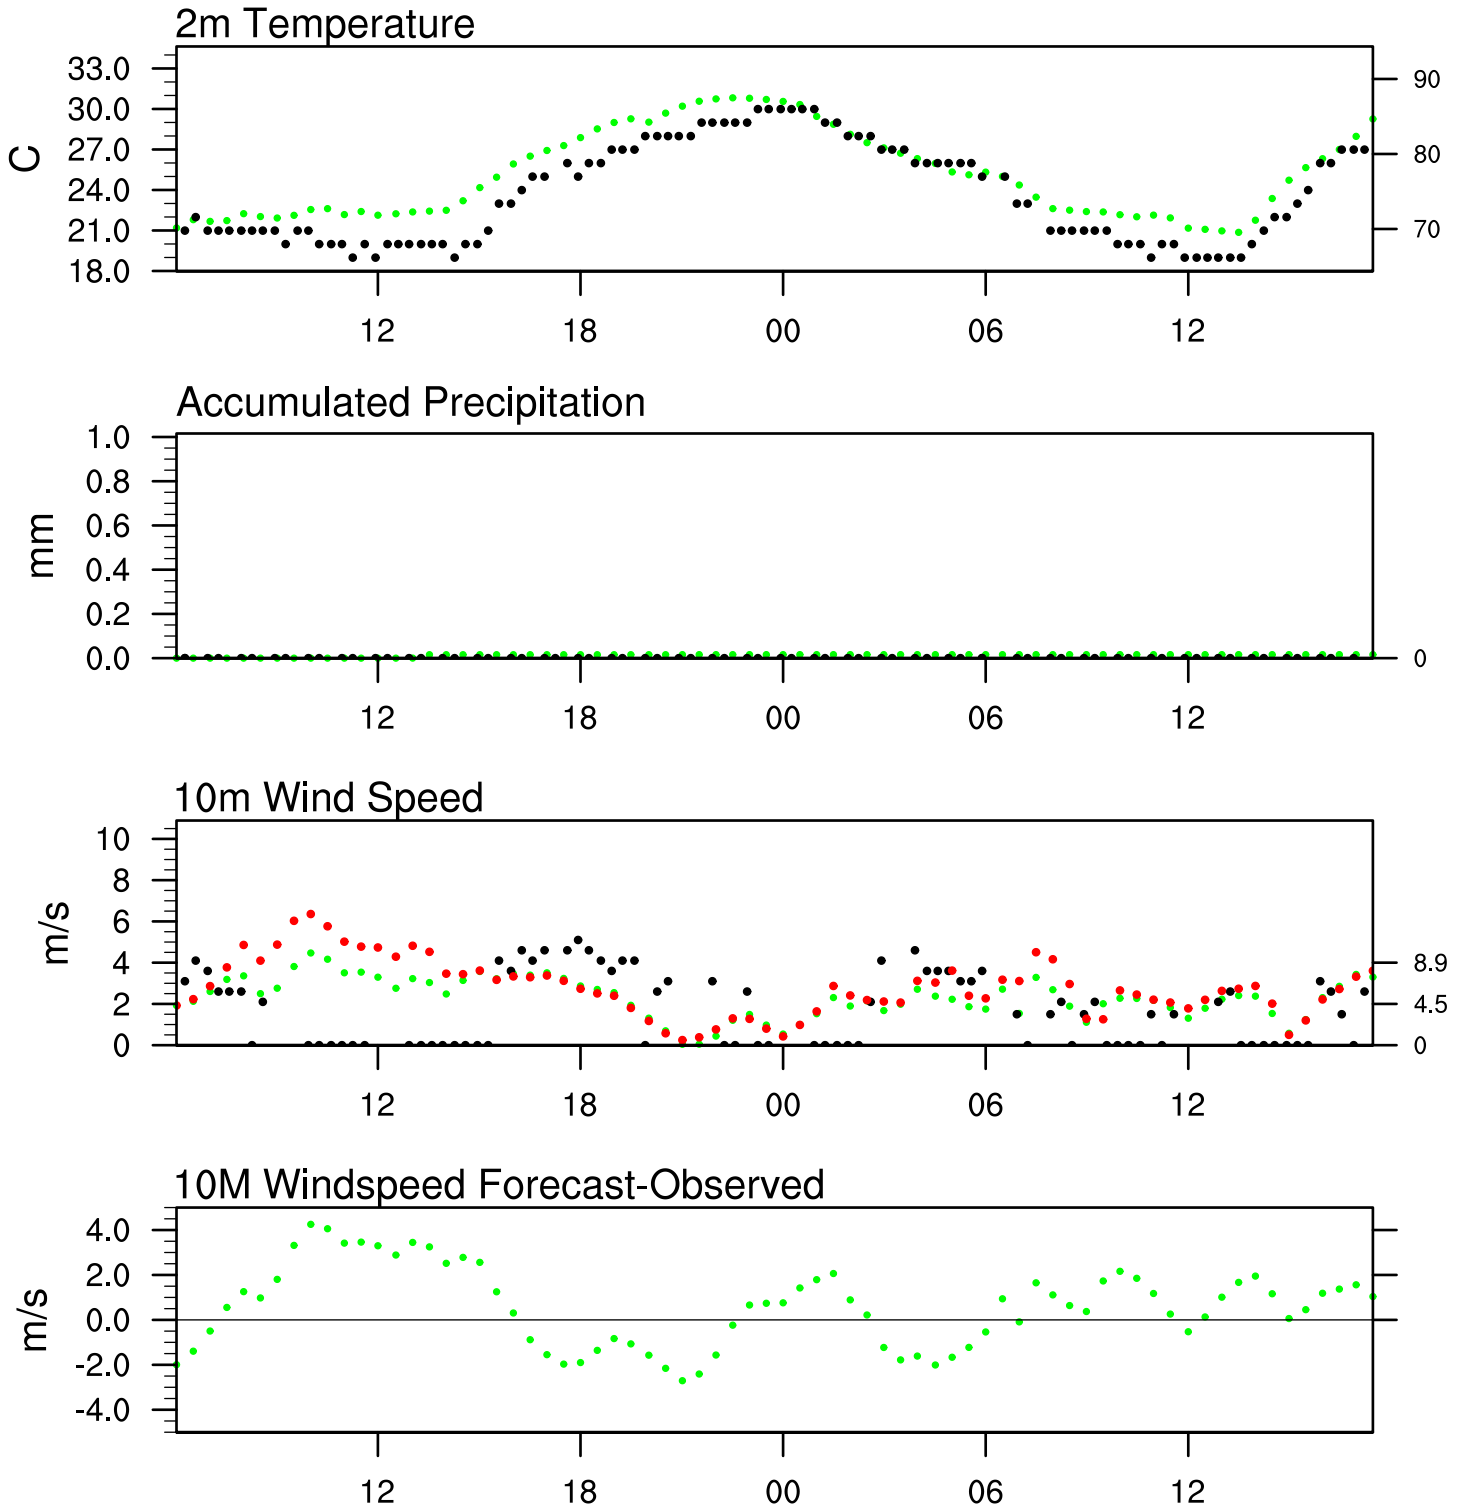 2m Temperature
33.0
30.0
27.0
24.0
21.0
18.0
C
90
80
70
12 18 00 06 12
Accumulated Precipitation
1.0
0.8
0.6
0.4
0.2
0.0
mm
0
12 18 00 06 12
10m Wind Speed
10
8
6
4
2
0
m/s
8.9
4.5
0
12 18 00 06 12
10M Windspeed Forecast-Observed
4.0
2.0
0.0
-2.0
-4.0
m/s
12 18 00 06 12